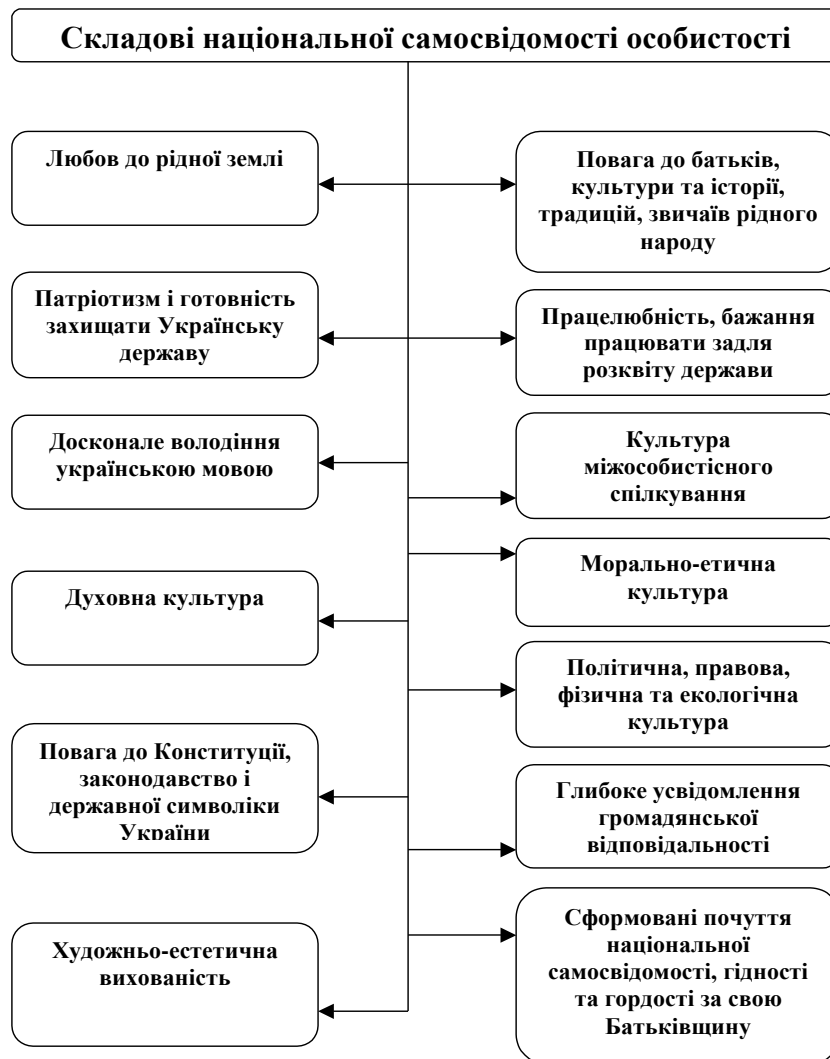 Складові національної самосвідомості особистості
Любов до рідної землі
Повага до батьків,
культури та історії,
традицій, звичаїв рідного
народу
Патріотизм і готовність
захищати Українську
державу
Працелюбність, бажання
працювати задля
розквіту держави
Досконале володіння
українською мовою
Культура
міжособистісного
спілкування
Морально-етична
культура
Духовна культура
Політична, правова,
фізична та екологічна
культура
Повага до Конституції,
законодавство і
державної символіки
України
Глибоке усвідомлення
громадянської
відповідальності
Художньо-естетична
вихованість
Сформовані почуття
національної
самосвідомості, гідності
та гордості за свою
Батьківщину